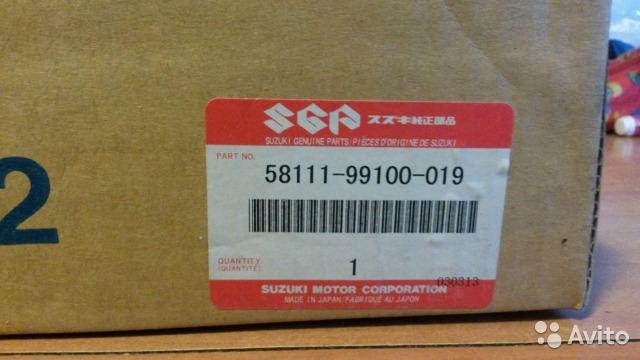 SGP スズキ純正部品
SUZUKI GENUINE PARTS/PIÈCES D'ORIGINE DE SUZUKI
PART NO.
58111-99100-019
2
QUANTITY
(QUANTITÉ)
1
030313
SUZUKI MOTOR CORPORATION
MADE IN JAPAN/FABRIQUÉ AU JAPON
Avito